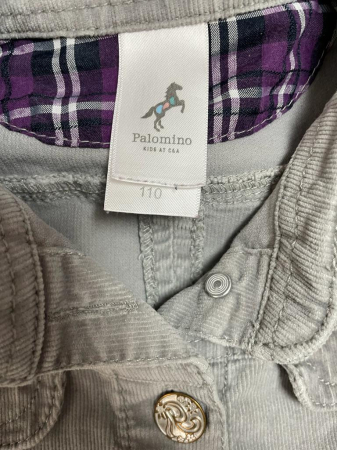 Palomino
KIDS AT C&A
110